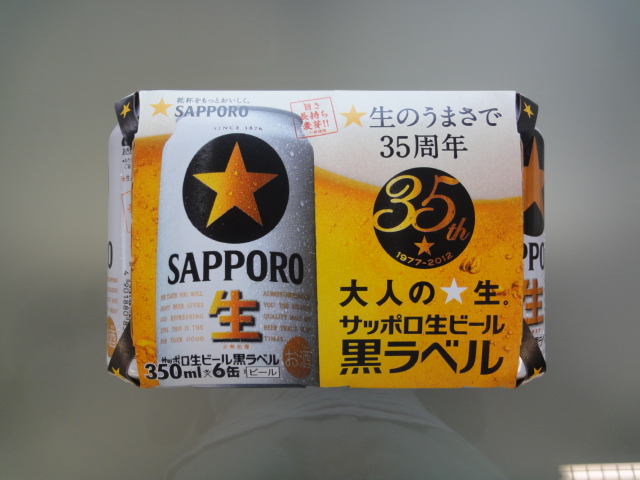 乾杯をもっとおいしく。
SAPPORO
SINCE 1876
旨さ
長持ち
麦芽!!
生のうまさで
35周年
35th
1977-2012
SAPPORO
生
大人の★生。
サッポロ生ビール
黒ラベル
お酒
サッポロ生ビール黒ラベル
350ml×6缶 ビール